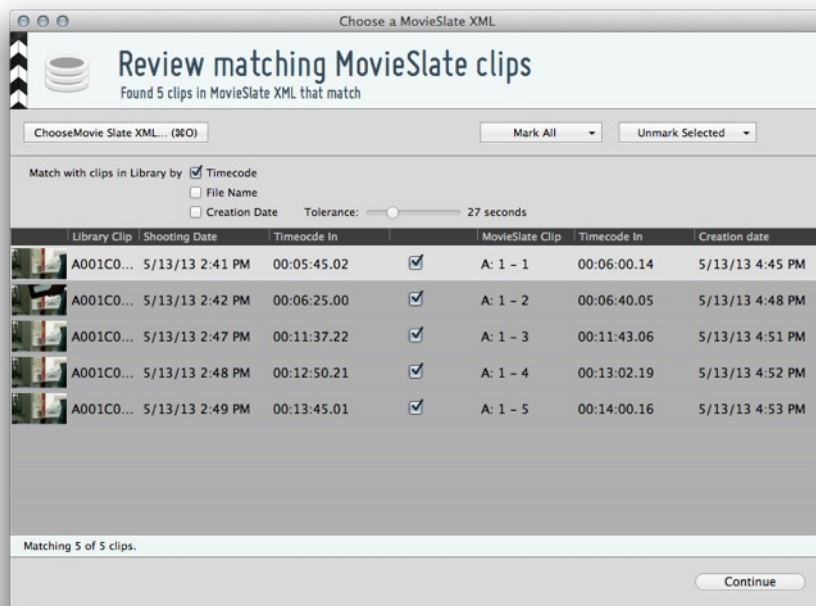 Choose a MovieSlate XML
Review matching MovieSlate clips
Found 5 clips in MovieSlate XML that match
ChooseMovie Slate XML... (⌘O)
Mark All
Unmark Selected
Match with clips in Library by Timecode
File Name
Creation Date Tolerance: 27 seconds
Library Clip Shooting Date Timeocde In MovieSlate Clip Timecode In Creation date
A001C0... 5/13/13 2:41 PM 00:05:45.02 A: 1 – 1 00:06:00.14 5/13/13 4:45 PM
A001C0... 5/13/13 2:42 PM 00:06:25.00 A: 1 – 2 00:06:40.05 5/13/13 4:48 PM
A001C0... 5/13/13 2:47 PM 00:11:37.22 A: 1 – 3 00:11:43.06 5/13/13 4:51 PM
A001C0... 5/13/13 2:48 PM 00:12:50.21 A: 1 – 4 00:13:02.19 5/13/13 4:52 PM
A001C0... 5/13/13 2:49 PM 00:13:45.01 A: 1 – 5 00:14:00.16 5/13/13 4:53 PM
Matching 5 of 5 clips.
Continue